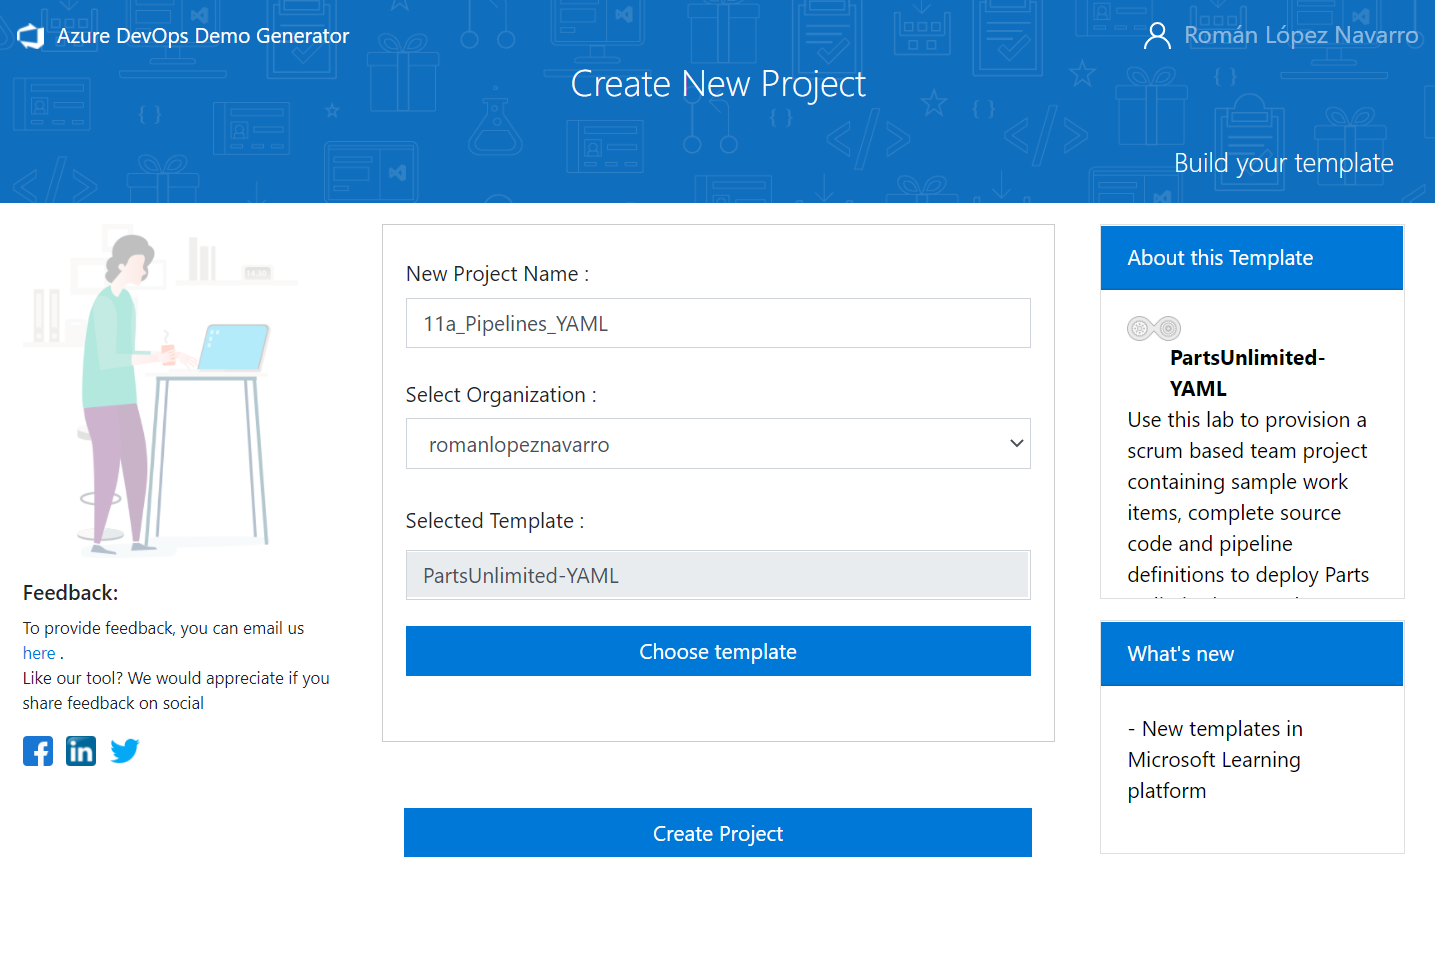 Azure DevOps Demo Generator
Román López Navarro
Create New Project
Build your template
New Project Name :
11a_Pipelines_YAML
Select Organization :
romanlopeznavarro
Selected Template :
PartsUnlimited-YAML
Choose template
Create Project
About this Template
PartsUnlimited-
YAML
Use this lab to provision a
scrum based team project
containing sample work
items, complete source
code and pipeline
definitions to deploy Parts
What's new
- New templates in
Microsoft Learning
platform
Feedback:
To provide feedback, you can email us
here .
Like our tool? We would appreciate if you
share feedback on social